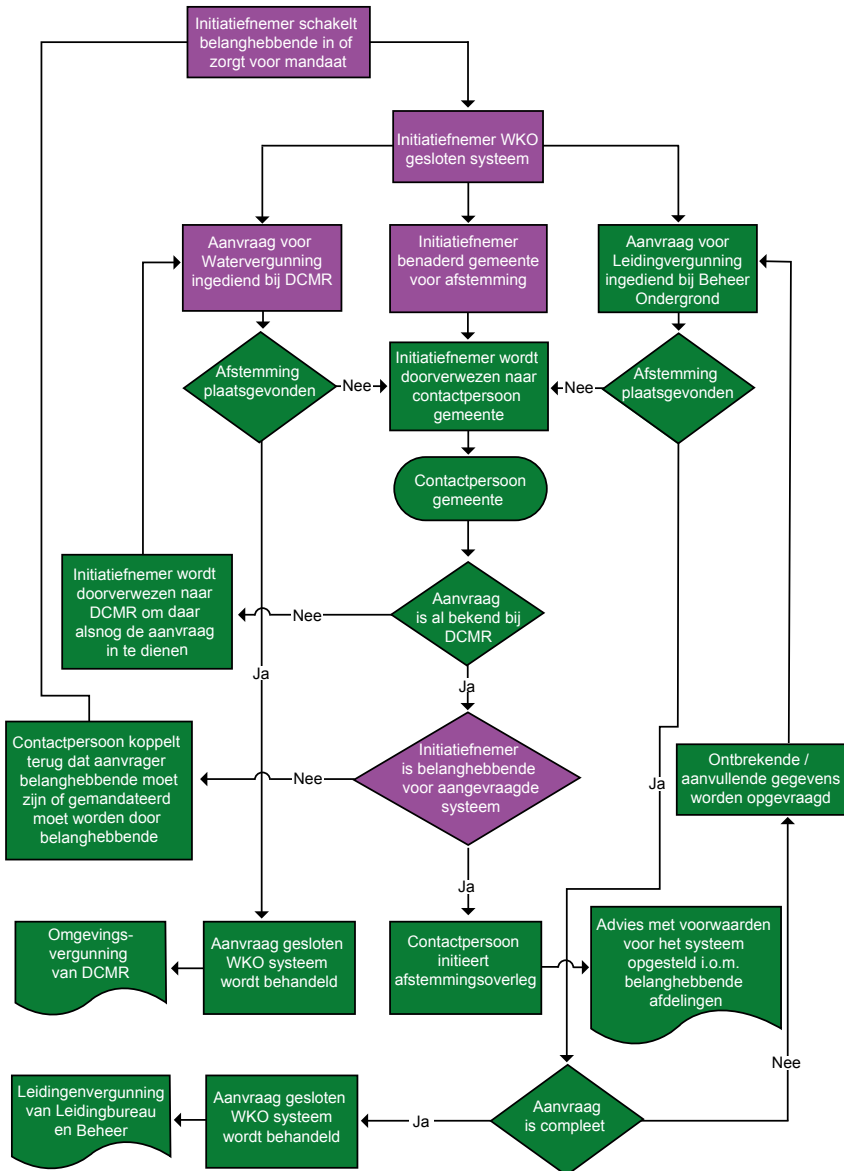 Initiatiefnemer schakelt
belanghebbende in of
zorgt voor mandaat
Initiatiefnemer WKO
gesloten systeem
Aanvraag voor
Watervergunning
ingediend bij DCMR
Initiatiefnemer
benaderd gemeente
voor afstemming
Aanvraag voor
Leidingvergunning
ingediend bij Beheer
Ondergrond
Afstemming
plaatsgevonden
Nee
Initiatiefnemer wordt
doorverwezen naar
contactpersoon
gemeente
Nee
Afstemming
plaatsgevonden
Contactpersoon
gemeente
Initiatiefnemer wordt
doorverwezen naar
DCMR om daar
alsnog de aanvraag
in te dienen
Nee
Aanvraag
is al bekend bij
DCMR
Ja
Ja
Contactpersoon koppelt
terug dat aanvrager
belanghebbende moet
zijn of gemandateerd
moet worden door
belanghebbende
Nee
Initiatiefnemer
is belanghebbende
voor aangevraagde
systeem
Ja
Ontbrekende /
aanvullende gegevens
worden opgevraagd
Ja
Omgevings-
vergunning
van DCMR
Aanvraag gesloten
WKO systeem
wordt behandeld
Contactpersoon
initieert
afstemmingsoverleg
Advies met voorwaarden
voor het systeem
opgesteld i.o.m.
belanghebbende
afdelingen
Nee
Leidingenvergunning
van Leidingbureau
en Beheer
Aanvraag gesloten
WKO systeem
wordt behandeld
Ja
Aanvraag
is compleet